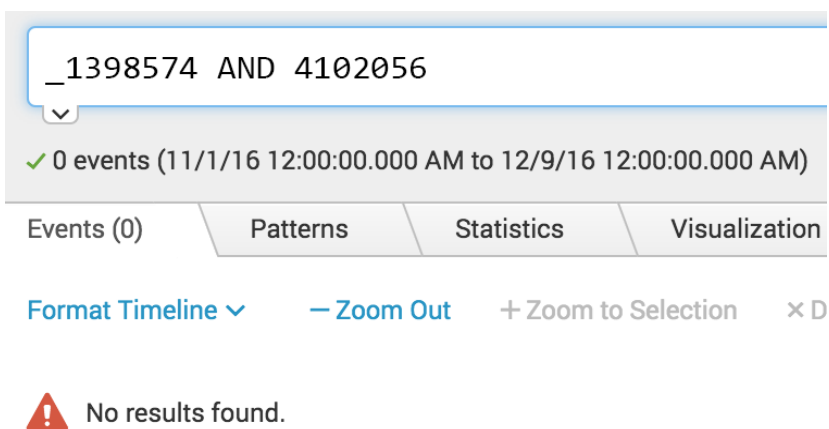 _1398574 AND 4102056
0 events (11/1/16 12:00:00.000 AM to 12/9/16 12:00:00.000 AM)
Events (0) Patterns Statistics Visualization
Format Timeline — Zoom Out + Zoom to Selection × D
No results found.